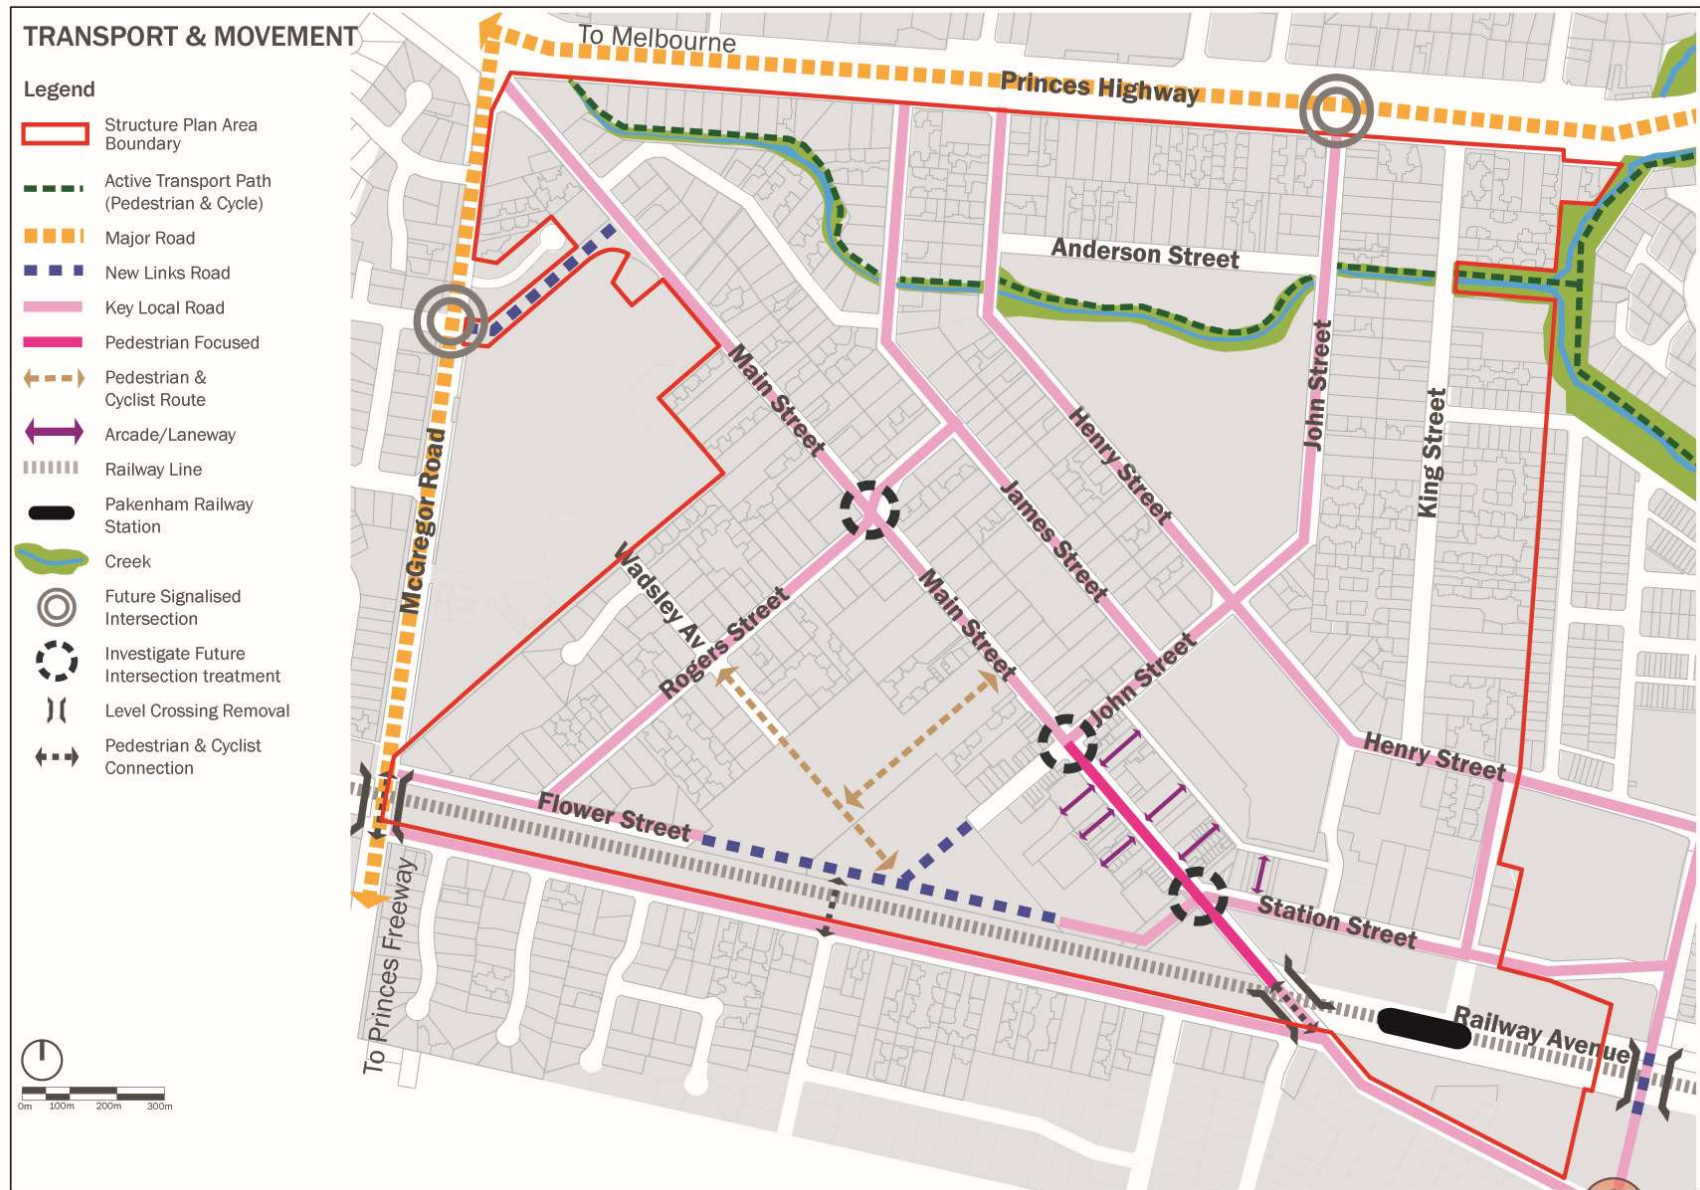 TRANSPORT & MOVEMENT
Legend
Structure Plan Area
Boundary
Active Transport Path
(Pedestrian & Cycle)
Major Road
New Links Road
Key Local Road
Pedestrian Focused
Pedestrian &
Cyclist Route
Arcade/Laneway
Railway Line
Pakenham Railway
Station
Creek
Future Signalised
Intersection
Investigate Future
Intersection treatment
Level Crossing Removal
Pedestrian & Cyclist
Connection
0m 100m 200m 300m
To Melbourne
Princes Highway
Anderson Street
Main Street
Henry Street
John Street
King Street
McGregor Road
James Street
Wadsley Av
Rogers Street
Main Street
John Street
Henry Street
Flower Street
Station Street
To Princes Freeway
Railway Avenue